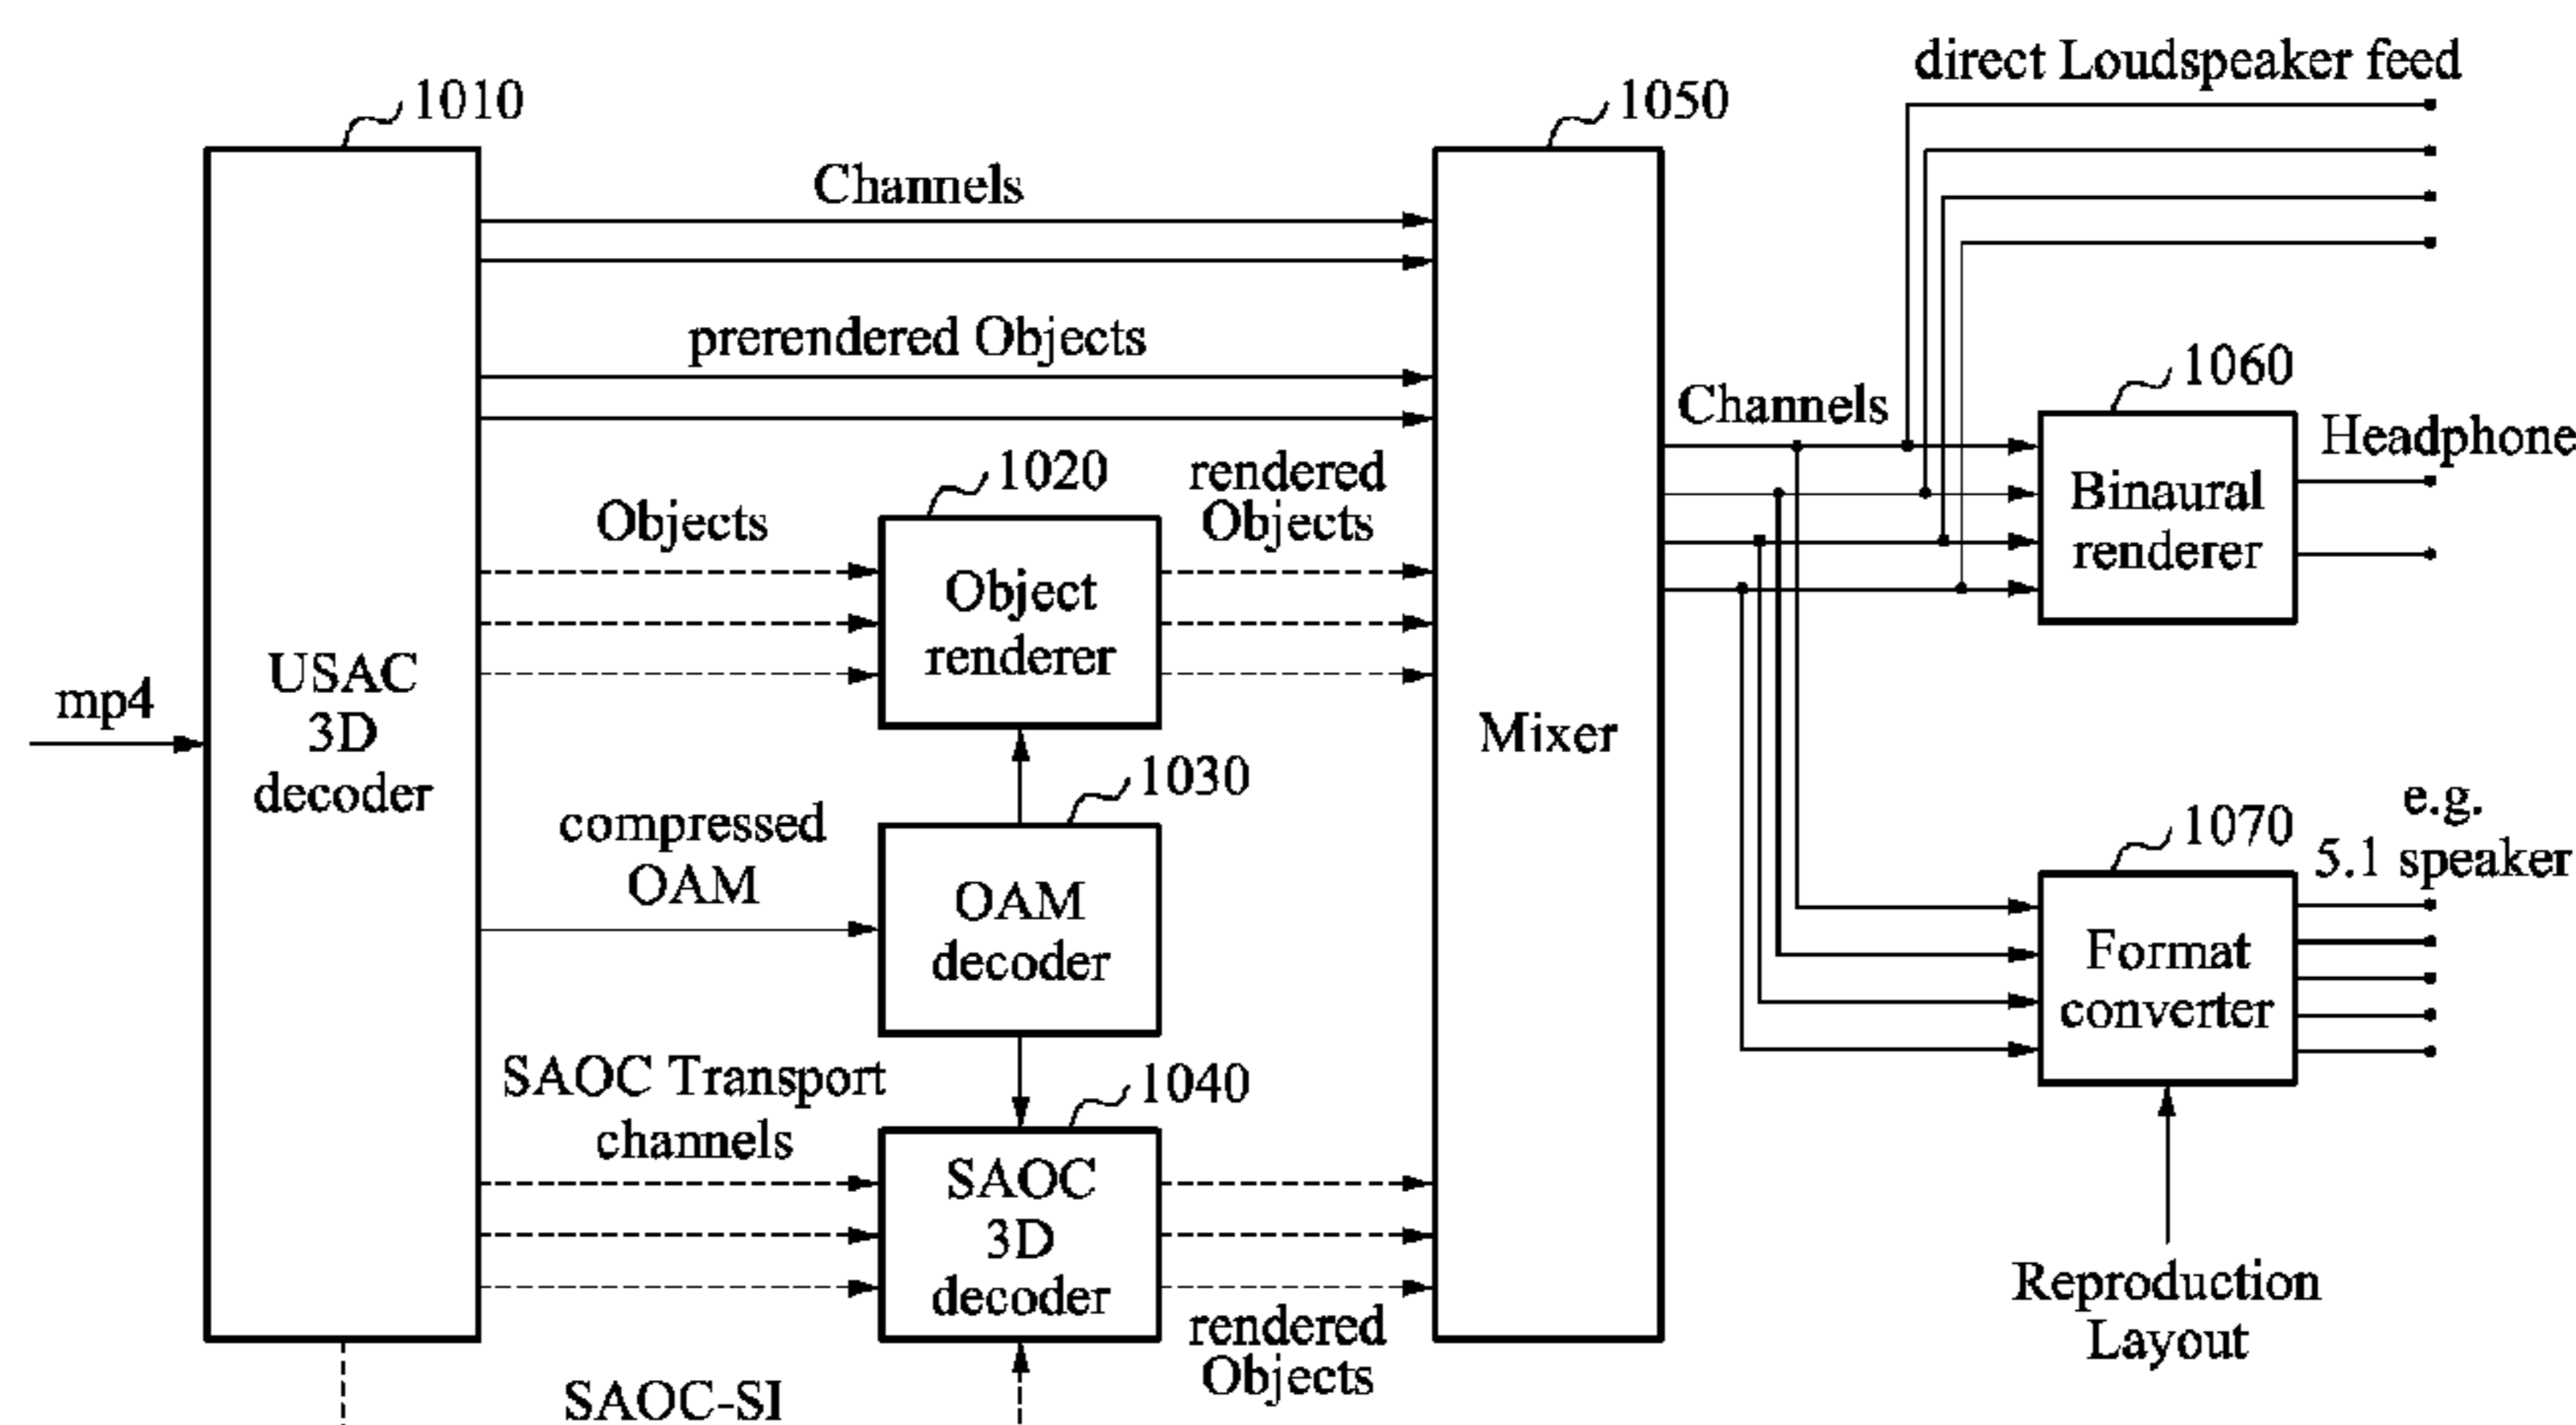 direct Loudspeaker feed
1010
1050
Channels
prerendered Objects
1060
Channels
Headphone
1020
rendered
Objects
Objects
Binaural
renderer
Object
renderer
USAC
3D
decoder
mp4
Mixer
1030
compressed
OAM
OAM
decoder
1070
e.g.
5.1 speaker
Format
converter
SAOC Transport
channels
1040
SAOC
3D
decoder
rendered
Objects
Reproduction
Layout
SAOC-SI